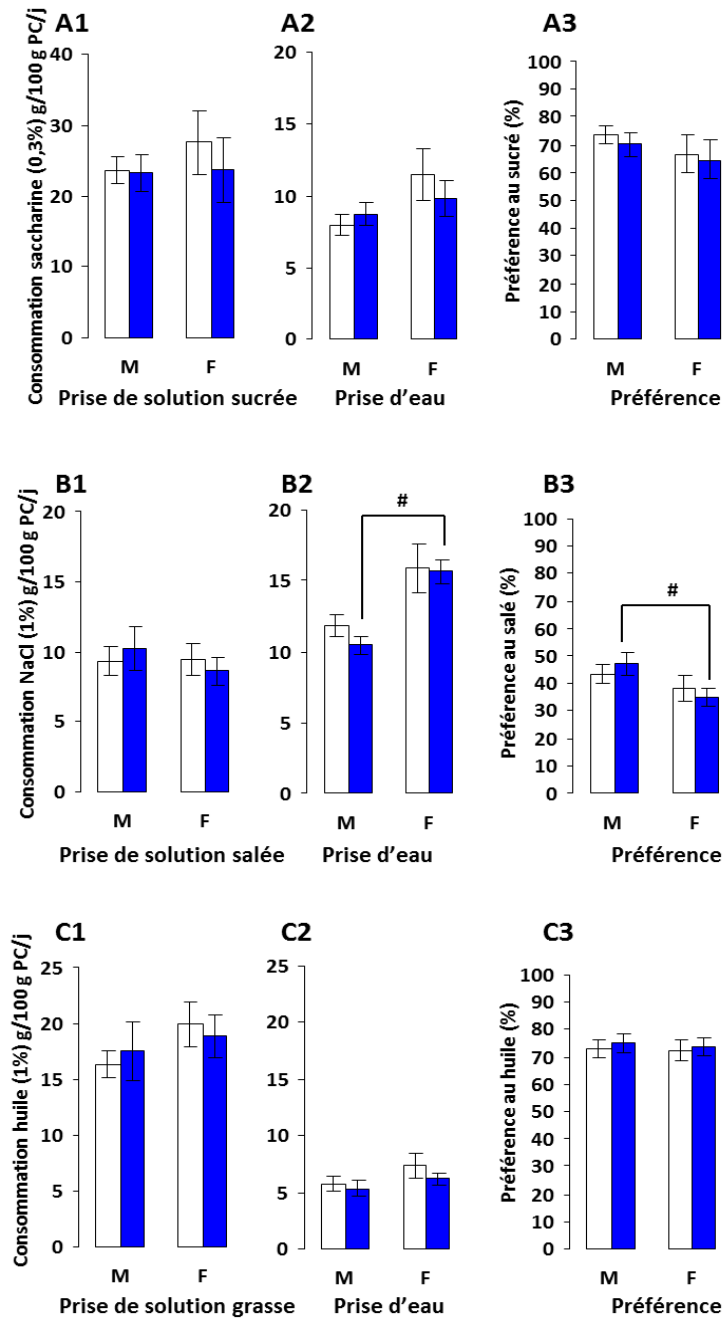 A1
A2
A3
Consommation saccharine (0,3%) g/100g PC/j
40
30
20
10
0
M
F
Prise de solution sucrée
20
15
10
5
0
M
F
Prise d'eau
Préférence au sucré (%)
100
90
80
70
60
50
40
30
20
10
0
M
F
Préférence
B1
B2
B3
Consommation NaCl (1%) g/100g PC/j
20
15
10
5
0
M
F
Prise de solution salée
20
15
10
5
0
#
M
F
Prise d'eau
Préférence au salé (%)
100
90
80
70
60
50
40
30
20
10
0
#
M
F
Préférence
C1
C2
C3
Consommation huile (1%) g/100g PC/j
25
20
15
10
5
0
M
F
Prise de solution grasse
25
20
15
10
5
0
M
F
Prise d'eau
Préférence au huile (%)
100
90
80
70
60
50
40
30
20
10
0
M
F
Préférence